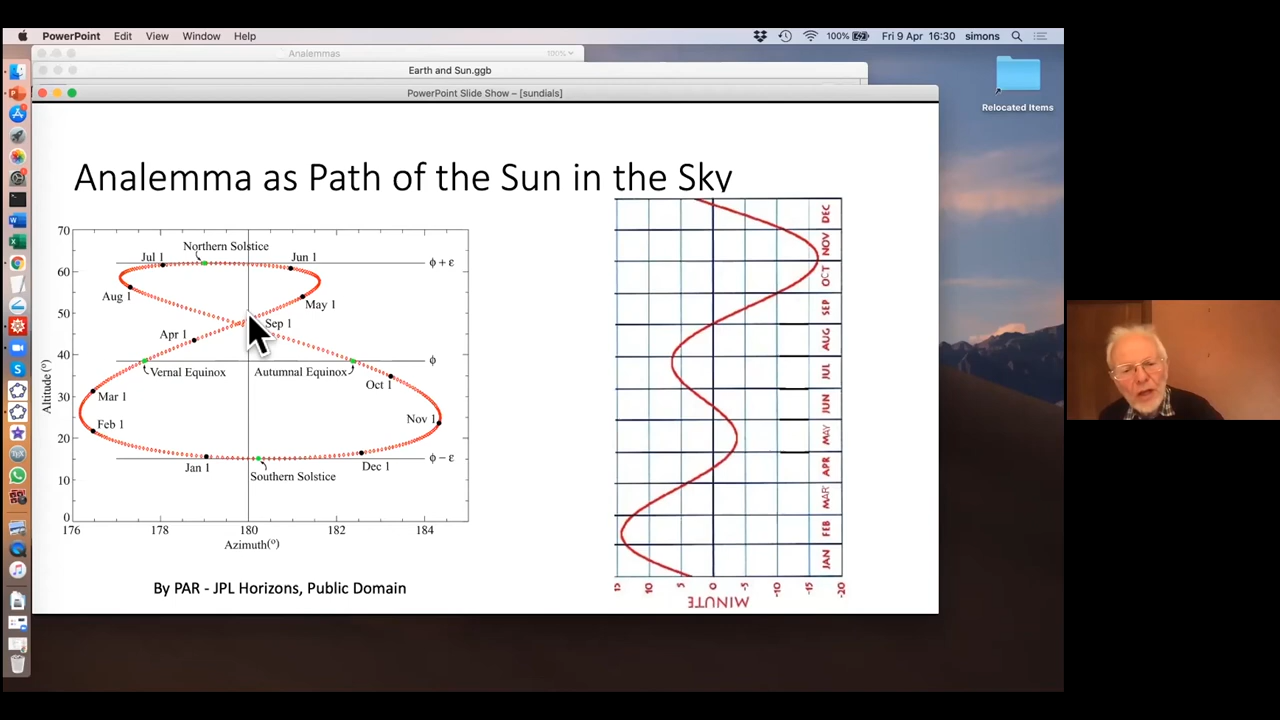 PowerPoint Edit View Window Help 100% Fri 9 Apr 16:30 simons
Analemmas 100%
Earth and Sun.ggb
PowerPoint Slide Show – [sundials]
Relocated Items
Analemma as Path of the Sun in the Sky
70
60
50
40
30
20
10
0
Altitude(°)
176 178 180 182 184
Azimuth(°)
Northern Solstice
Jul 1
Jun 1
ϕ + ε
Aug 1
May 1
Sep 1
Apr 1
ϕ
Vernal Equinox
Autumnal Equinox
Oct 1
Mar 1
Feb 1
Nov 1
ϕ − ε
Jan 1
Dec 1
Southern Solstice
By PAR - JPL Horizons, Public Domain
DEC
NOV
OCT
SEP
AUG
JUL
JUN
MAY
APR
MAR
FEB
JAN
15 10 5 0 -5 -10 -15 -20
MINUTE